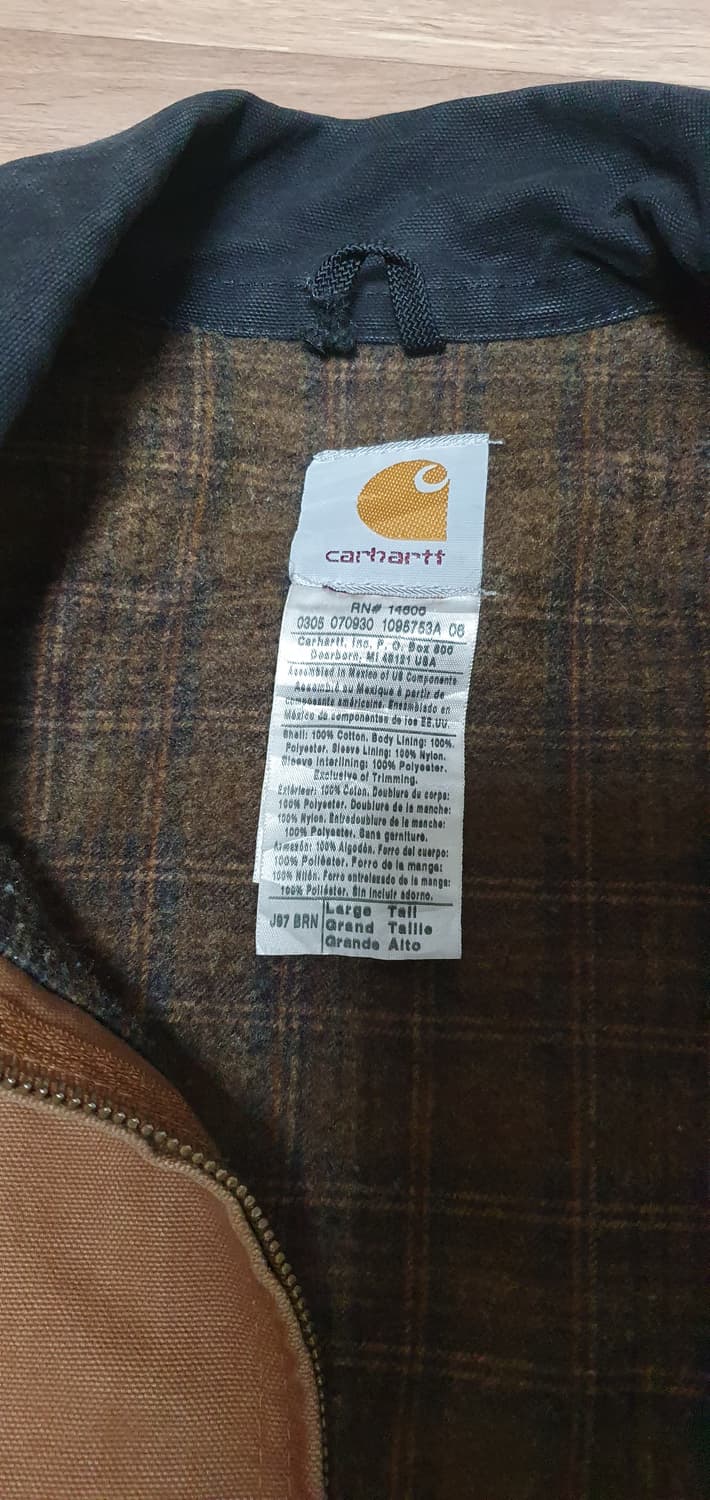 carhartt
RN# 14806
0305 070930 1095753A 06
Carhartt, Inc. P. O. Box 600
Dearborn, MI 48121 USA
Assembled in Mexico of US Components
Assemblé au Mexique à partir de
composants américains. Ensamblado en
México de componentes de los EE.UU.
Shell: 100% Cotton. Body Lining: 100%
Polyester. Sleeve Lining: 100% Nylon.
Sleeve Interlining: 100% Polyester.
Exclusive of Trimming.
Extérieur: 100% Coton. Doublure du corps:
100% Polyester. Doublure de la manche:
100% Nylon. Entredoublure de la manche:
100% Polyester. Sans garniture.
Armazón: 100% Algodón. Forro del cuerpo:
100% Poliéster. Forro de la manga:
100% Nilón. Forro entrelazado de la manga:
100% Poliéster. Sin incluir adorno.
J97 BRN Large Tall
Grand Taille
Grande Alto